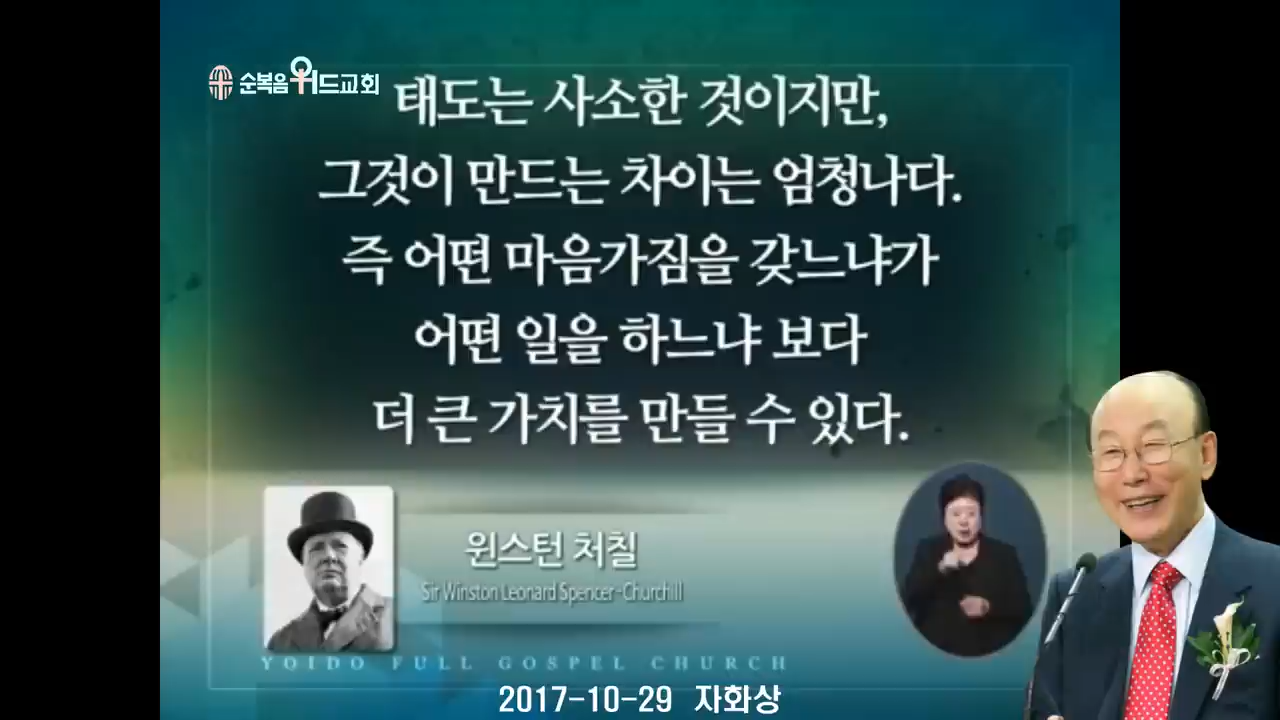 순복음워드교회
태도는 사소한 것이지만,
그것이 만드는 차이는 엄청나다.
즉 어떤 마음가짐을 갖느냐가
어떤 일을 하느냐 보다
더 큰 가치를 만들 수 있다.
윈스턴 처칠
Sir Winston Leonard Spencer-Churchill
YOIDO FULL GOSPEL CHURCH
2017-10-29 자화상